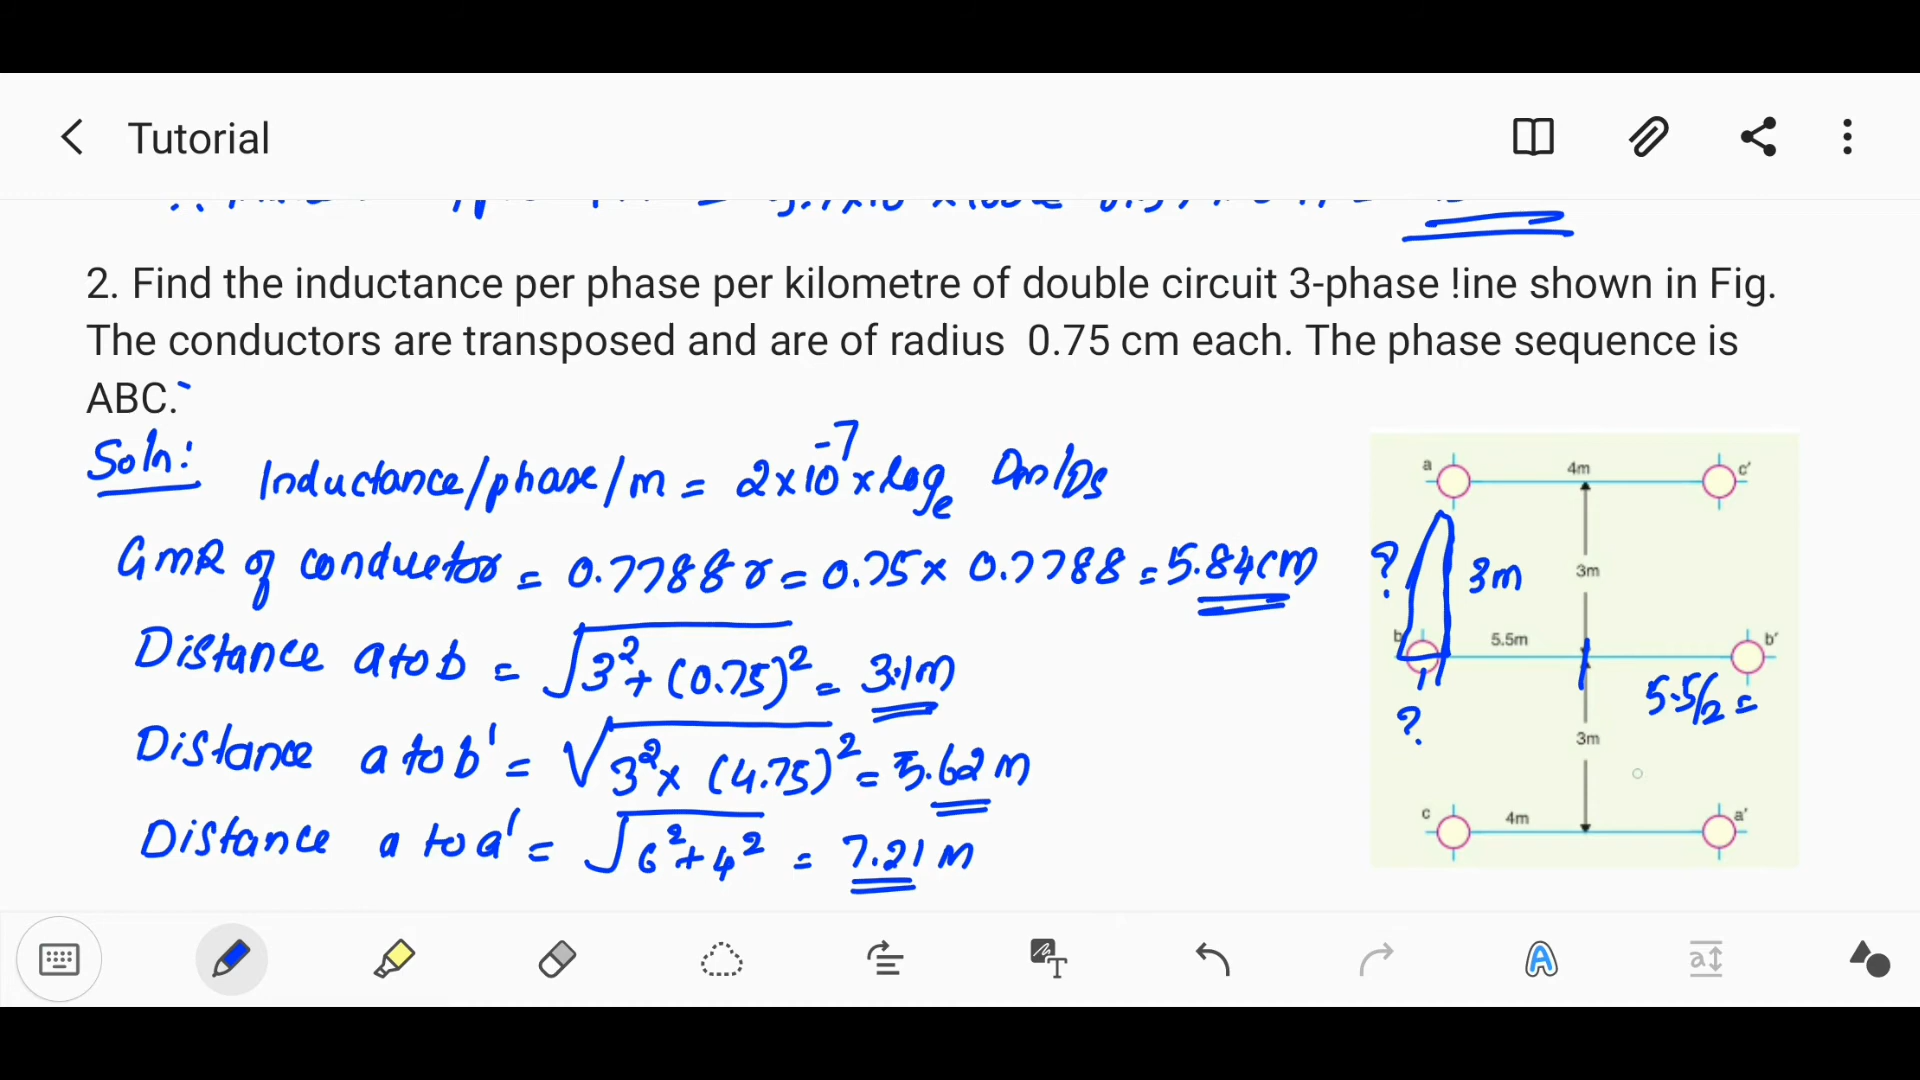 Tutorial
2. Find the inductance per phase per kilometre of double circuit 3-phase !ine shown in Fig.
The conductors are transposed and are of radius 0.75 cm each. The phase sequence is
ABC.
Soln:
Inductance/phase/m = 2×10^-7 × log_e Dm/Ds
GMR of conductor = 0.7788 r = 0.75 × 0.7788 = 5.84cm
Distance a to b = √3²+(0.75)² = 3.1m
Distance a to b' = √3²×(4.75)² = 5.62 m
Distance a to a' = √6²+4² = 7.21 m
a 4m c'
? 3m 3m
b 5.5m b'
? 5.5/2 =
3m
c 4m a'
T
A
a